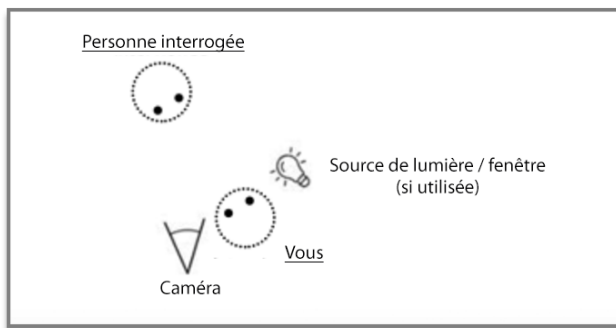 Personne interrogée
Source de lumière / fenêtre
(si utilisée)
Vous
Caméra